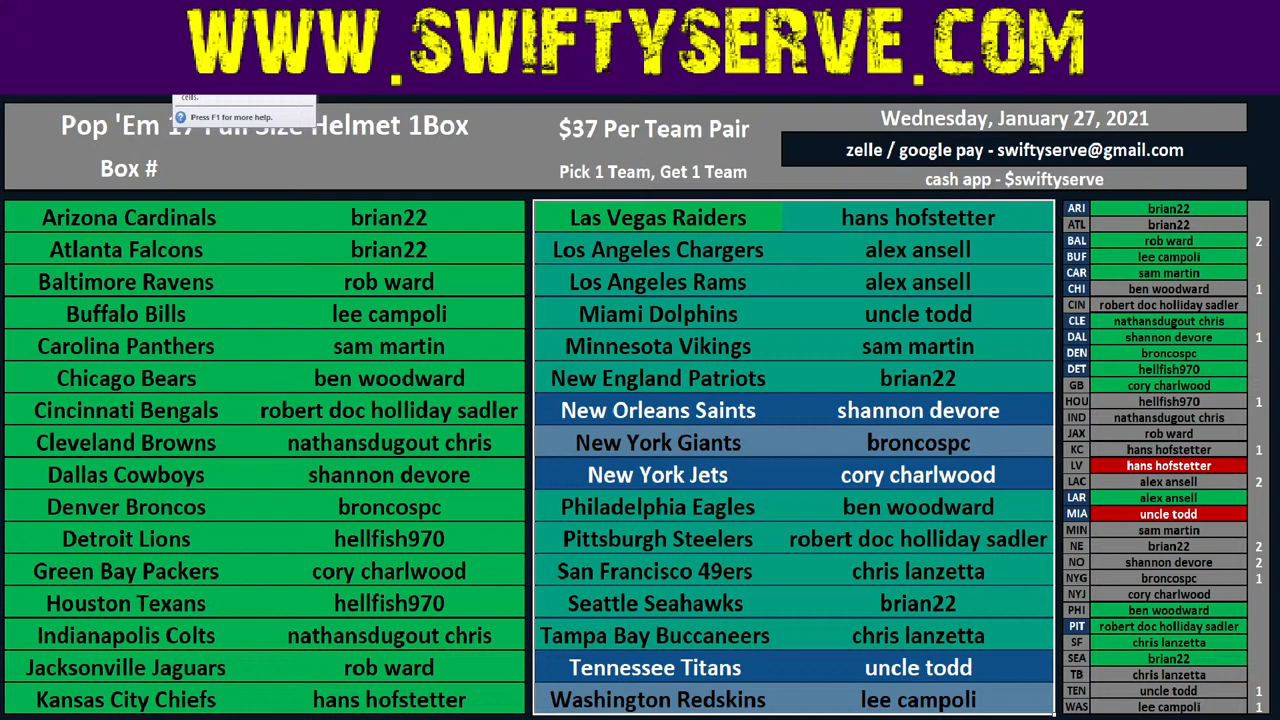 WWW.SWIFTYSERVE.COM
cells.
Press F1 for more help.
Pop 'Em 17 Full Size Helmet 1Box
Box #
$37 Per Team Pair
Pick 1 Team, Get 1 Team
Wednesday, January 27, 2021
zelle / google pay - swiftyserve@gmail.com
cash app - $swiftyserve
Arizona Cardinals brian22
Atlanta Falcons brian22
Baltimore Ravens rob ward
Buffalo Bills lee campoli
Carolina Panthers sam martin
Chicago Bears ben woodward
Cincinnati Bengals robert doc holliday sadler
Cleveland Browns nathansdugout chris
Dallas Cowboys shannon devore
Denver Broncos broncospc
Detroit Lions hellfish970
Green Bay Packers cory charlwood
Houston Texans hellfish970
Indianapolis Colts nathansdugout chris
Jacksonville Jaguars rob ward
Kansas City Chiefs hans hofstetter
Las Vegas Raiders hans hofstetter
Los Angeles Chargers alex ansell
Los Angeles Rams alex ansell
Miami Dolphins uncle todd
Minnesota Vikings sam martin
New England Patriots brian22
New Orleans Saints shannon devore
New York Giants broncospc
New York Jets cory charlwood
Philadelphia Eagles ben woodward
Pittsburgh Steelers robert doc holliday sadler
San Francisco 49ers chris lanzetta
Seattle Seahawks brian22
Tampa Bay Buccaneers chris lanzetta
Tennessee Titans uncle todd
Washington Redskins lee campoli
ARI brian22
ATL brian22
BAL rob ward 2
BUF lee campoli
CAR sam martin
CHI ben woodward 1
CIN robert doc holliday sadler
CLE nathansdugout chris
DAL shannon devore 1
DEN broncospc
DET hellfish970
GB cory charlwood
HOU hellfish970 1
IND nathansdugout chris
JAX rob ward
KC hans hofstetter 1
LV hans hofstetter
LAC alex ansell 2
LAR alex ansell
MIA uncle todd
MIN sam martin
NE brian22 2
NO shannon devore 2
NYG broncospc 1
NYJ cory charlwood
PHI ben woodward
PIT robert doc holliday sadler
SF chris lanzetta
SEA brian22
TB chris lanzetta
TEN uncle todd 1
WAS lee campoli 1